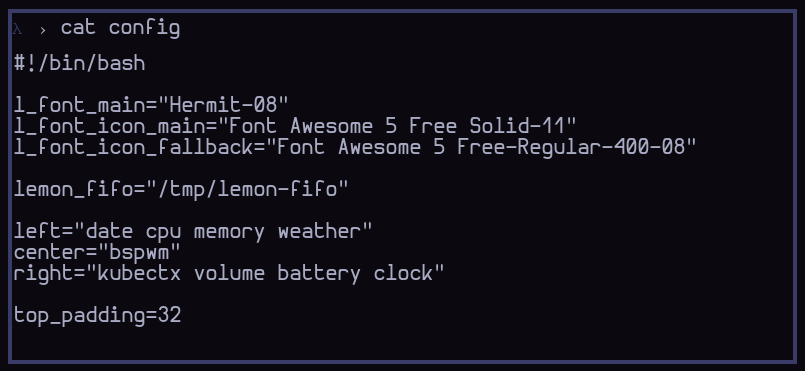 λ › cat config
#!/bin/bash
l_font_main="Hermit-08"
l_font_icon_main="Font Awesome 5 Free Solid-11"
l_font_icon_fallback="Font Awesome 5 Free-Regular-400-08"
lemon_fifo="/tmp/lemon-fifo"
left="date cpu memory weather"
center="bspwm"
right="kubectx volume battery clock"
top_padding=32